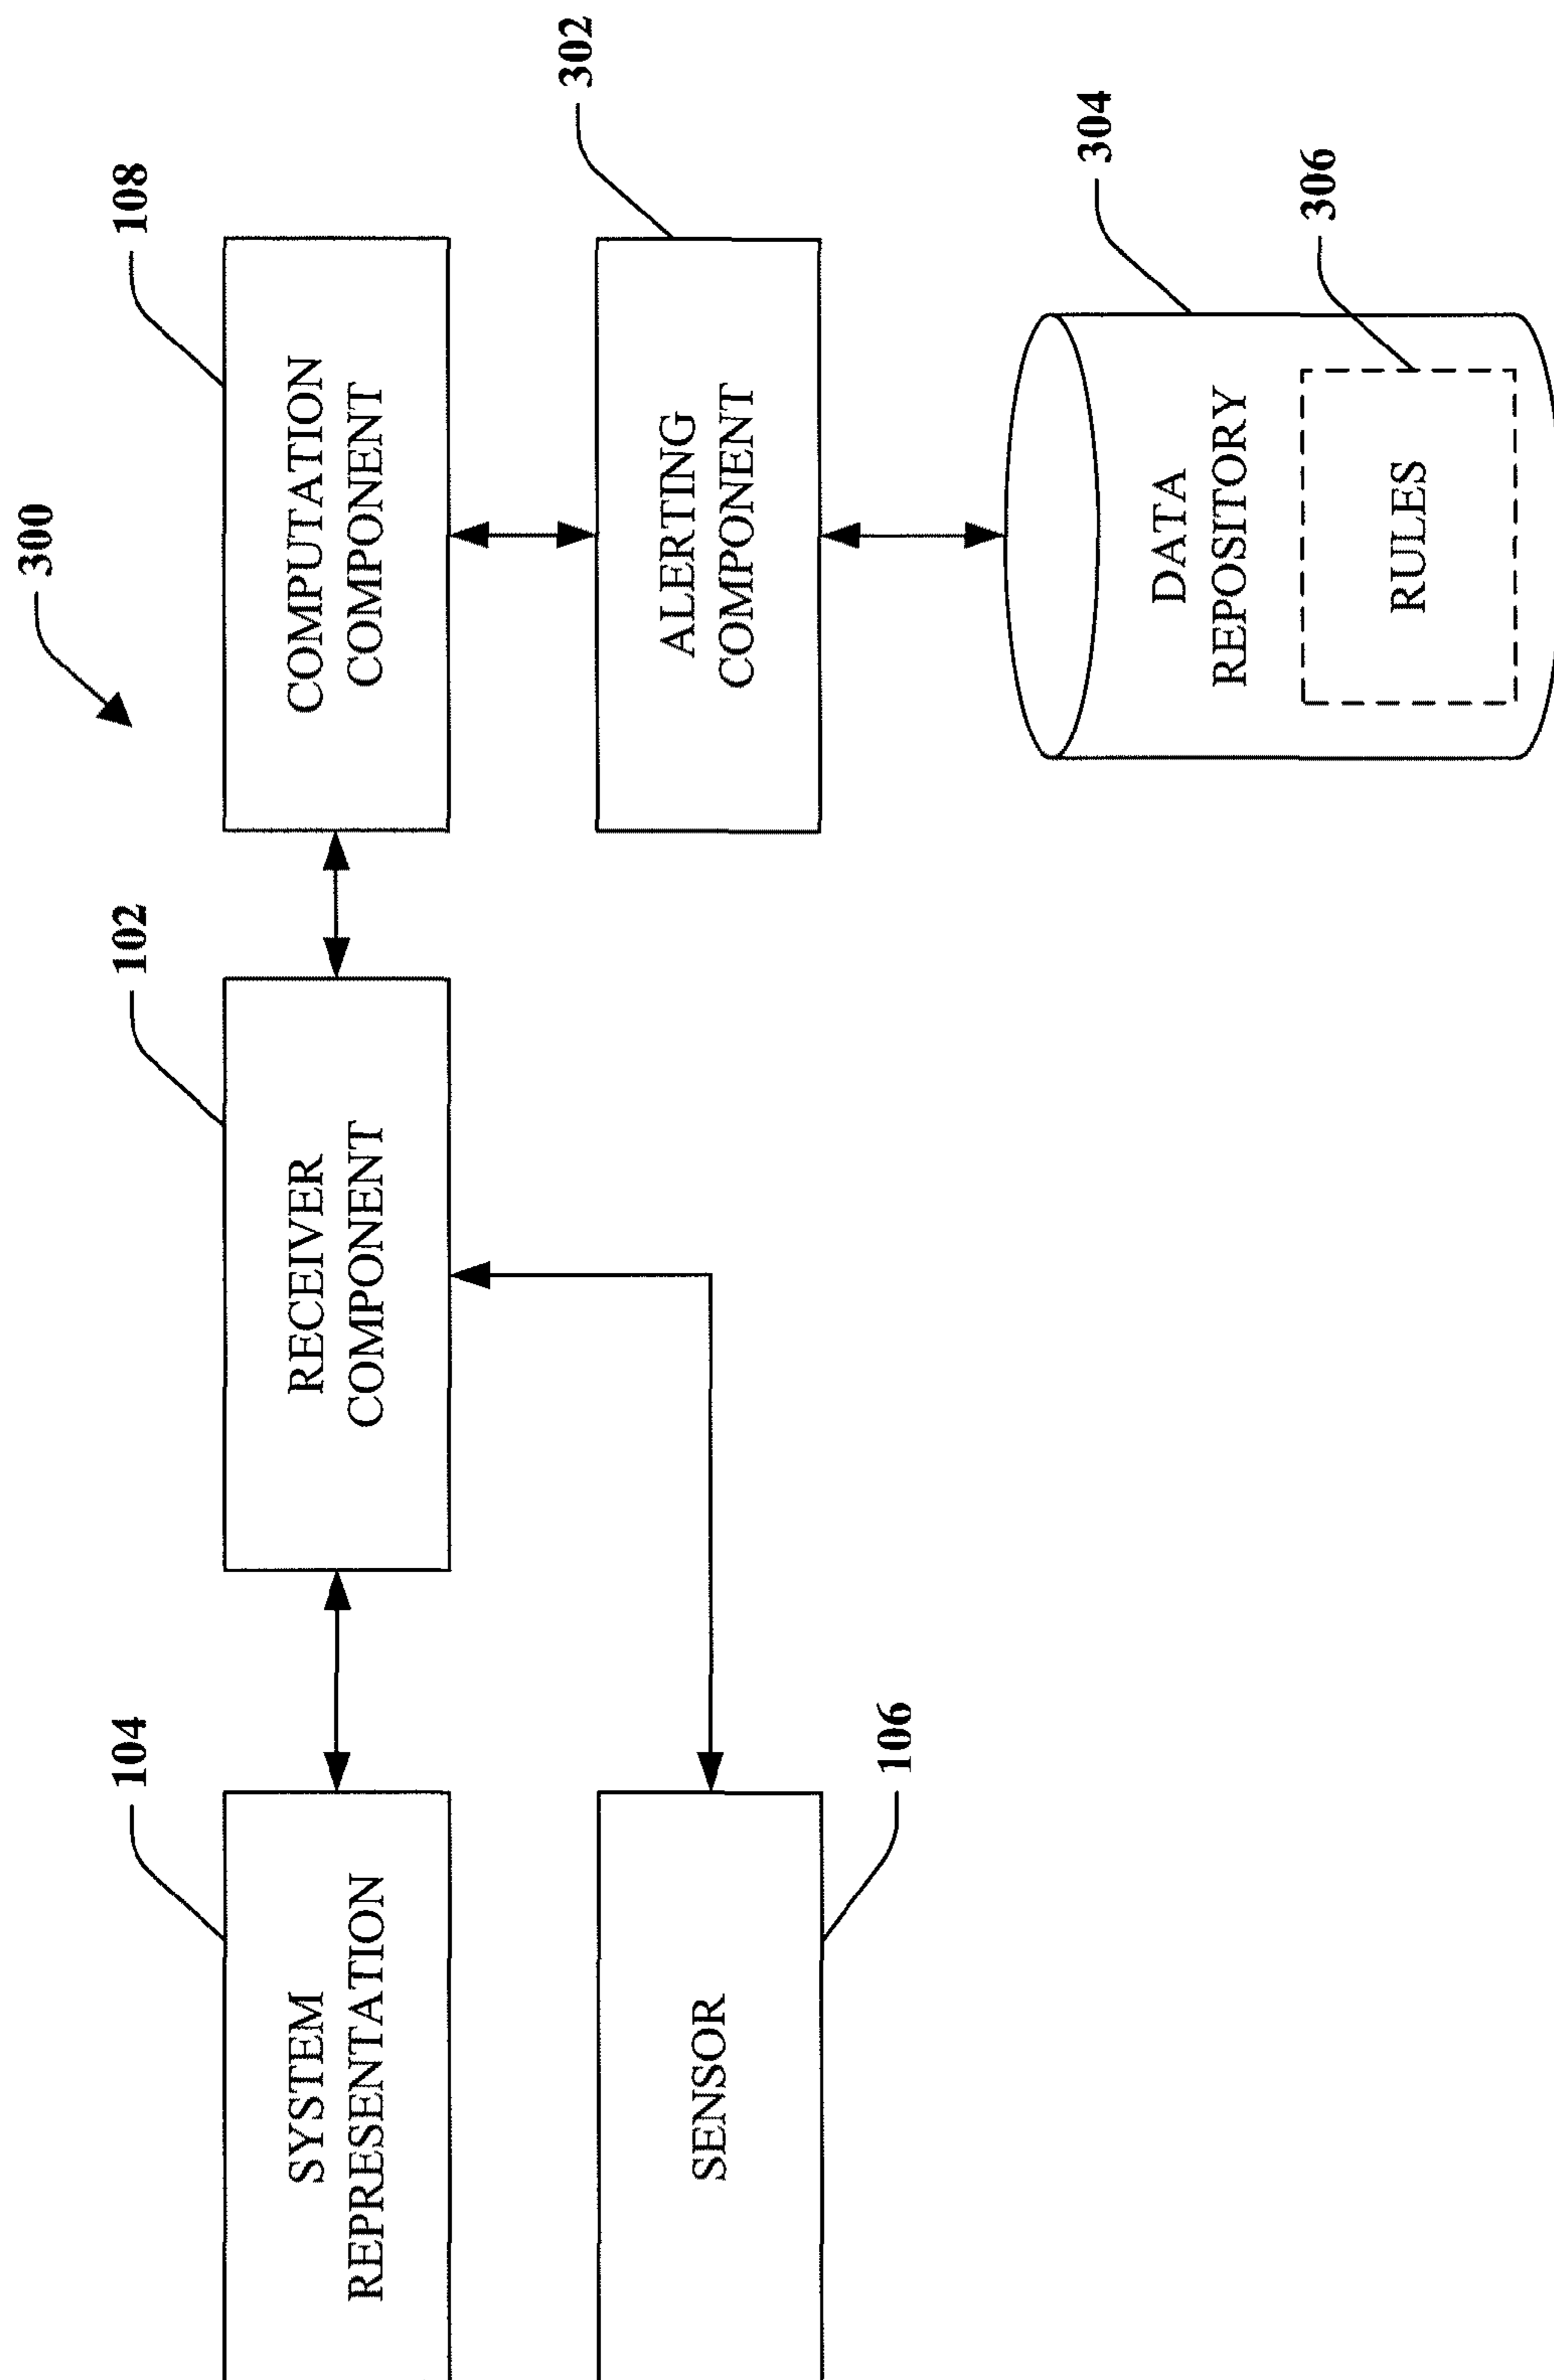 300
104
SYSTEM
REPRESENTATION
102
RECEIVER
COMPONENT
108
COMPUTATION
COMPONENT
106
SENSOR
302
ALERTING
COMPONENT
304
DATA
REPOSITORY
306
RULES